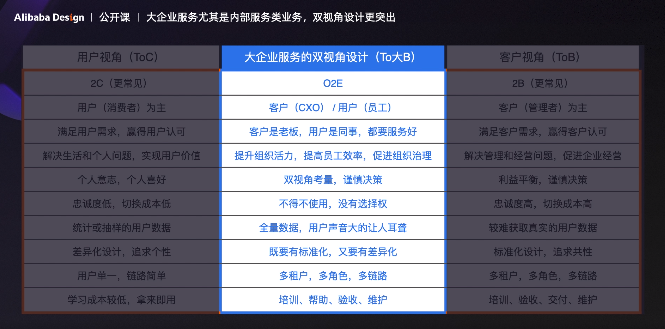 Alibaba Design | 公开课 | 大企业服务尤其是内部服务类业务，双视角设计更突出
用户视角（ToC） 大企业服务的双视角设计（To大B） 客户视角（ToB）
2C（更常见） O2E 2B（更常见）
用户（消费者）为主 客户（CXO） / 用户（员工） 客户（管理者）为主
满足用户需求、赢得用户认可 客户是老板，用户是同事，都要服务好 满足客户需求，赢得客户认可
解决生活和个人问题，实现用户价值 提升组织活力，提高员工效率，促进组织治理 解决管理和经营问题，促进企业经营
个人意志，个人喜好 双视角考量，谨慎决策 利益平衡，谨慎决策
忠诚度低，切换成本低 不得不使用，没有选择权 忠诚度高，切换成本高
统计或抽样的用户数据 全量数据，用户声音大的让人耳聋 较难获取真实的用户数据
差异化设计，追求个性 既要有标准化，又要有差异化 标准化设计，追求共性
用户单一，链路简单 多租户，多角色，多链路 多租户，多角色，多链路
学习成本较低，拿来即用 培训、帮助、验收、维护 培训、验收、交付、维护